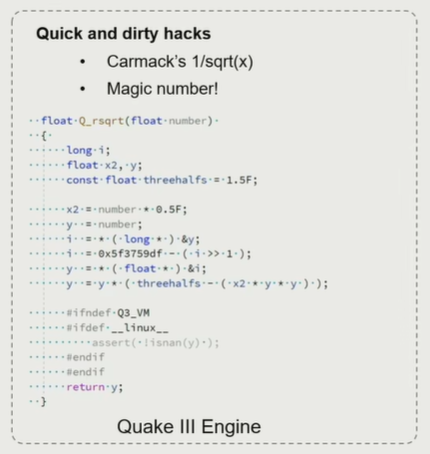 Quick and dirty hacks
• Carmack's 1/sqrt(x)
• Magic number!
float Q_rsqrt(float number)
{
long i;
float x2, y;
const float threehalfs = 1.5F;
x2 = number * 0.5F;
y = number;
i = * ( long * ) &y;
i = 0x5f3759df - ( i >> 1 );
y = * ( float * ) &i;
y = y * ( threehalfs - ( x2 * y * y ) );
#ifndef Q3_VM
#ifdef __linux__
assert( !isnan(y) );
#endif
#endif
return y;
}
Quake III Engine